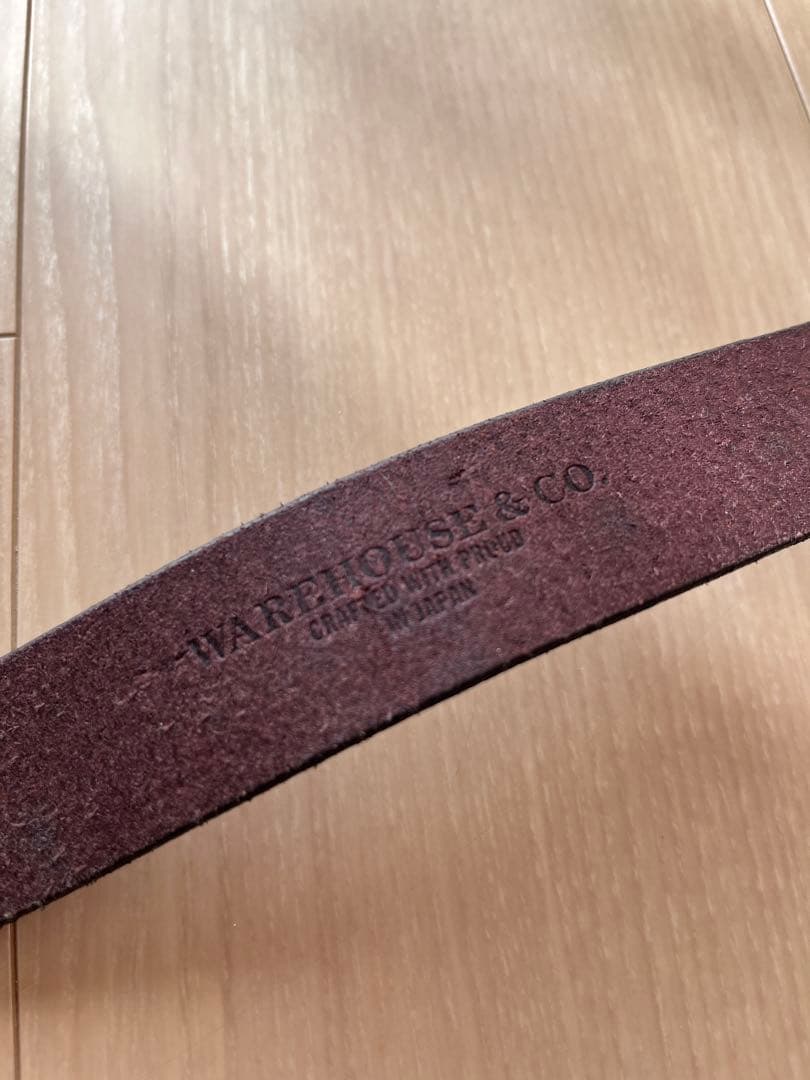 WAREHOUSE & CO.
CRAFTED WITH PROUD
IN JAPAN